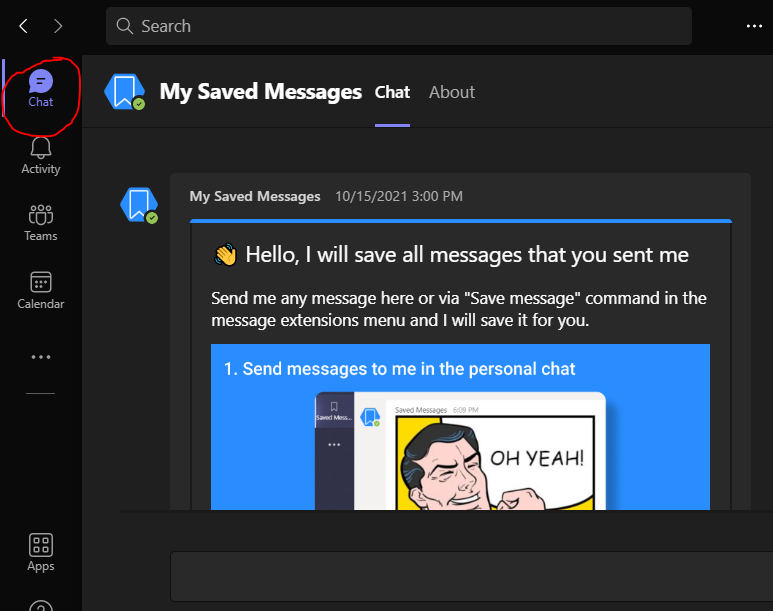 Search
Chat
Activity
Teams
Calendar
Apps
My Saved Messages
Chat
About
My Saved Messages 10/15/2021 3:00 PM
👋 Hello, I will save all messages that you sent me
Send me any message here or via "Save message" command in the
message extensions menu and I will save it for you.
1. Send messages to me in the personal chat
Saved Mess...
Saved Messages 6:09 PM
OH YEAH!